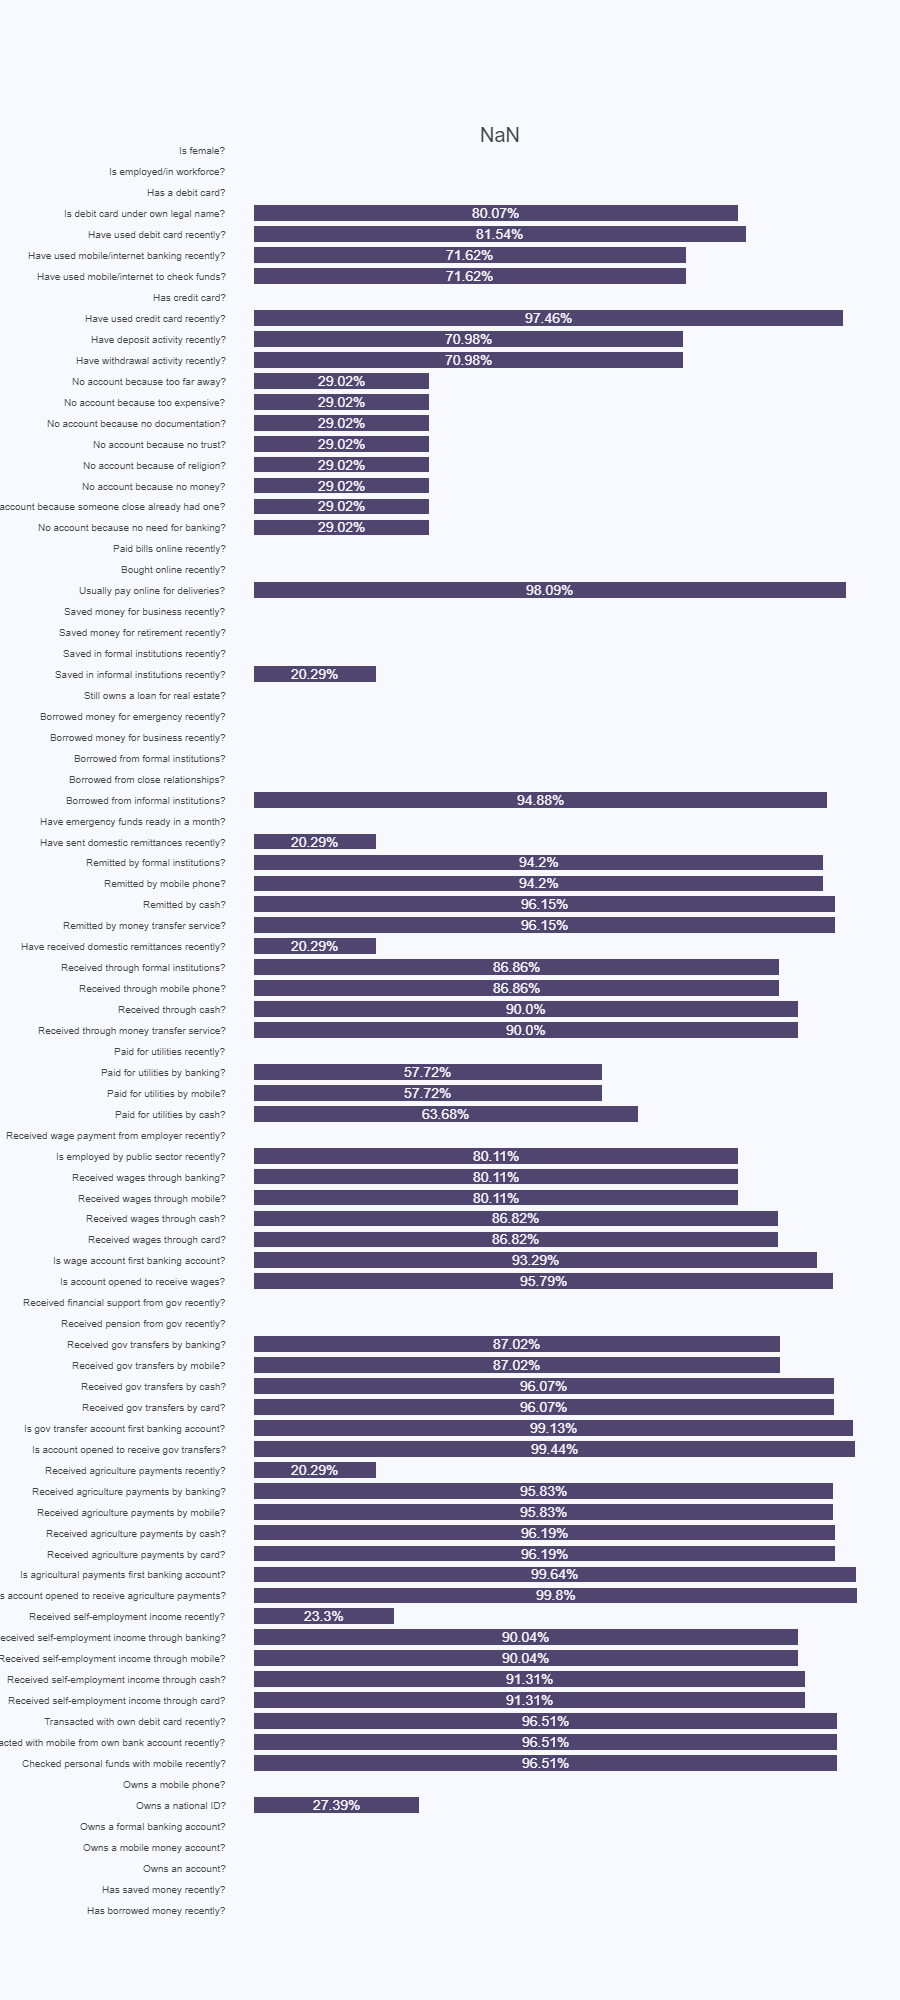 NaN
Is female?
Is employed/in workforce?
Has a debit card?
Is debit card under own legal name? 80.07%
Have used debit card recently? 81.54%
Have used mobile/internet banking recently? 71.62%
Have used mobile/internet to check funds? 71.62%
Has credit card?
Have used credit card recently? 97.46%
Have deposit activity recently? 70.98%
Have withdrawal activity recently? 70.98%
No account because too far away? 29.02%
No account because too expensive? 29.02%
No account because no documentation? 29.02%
No account because no trust? 29.02%
No account because of religion? 29.02%
No account because no money? 29.02%
account because someone close already had one? 29.02%
No account because no need for banking? 29.02%
Paid bills online recently?
Bought online recently?
Usually pay online for deliveries? 98.09%
Saved money for business recently?
Saved money for retirement recently?
Saved in formal institutions recently?
Saved in informal institutions recently? 20.29%
Still owns a loan for real estate?
Borrowed money for emergency recently?
Borrowed money for business recently?
Borrowed from formal institutions?
Borrowed from close relationships?
Borrowed from informal institutions? 94.88%
Have emergency funds ready in a month?
Have sent domestic remittances recently? 20.29%
Remitted by formal institutions? 94.2%
Remitted by mobile phone? 94.2%
Remitted by cash? 96.15%
Remitted by money transfer service? 96.15%
Have received domestic remittances recently? 20.29%
Received through formal institutions? 86.86%
Received through mobile phone? 86.86%
Received through cash? 90.0%
Received through money transfer service? 90.0%
Paid for utilities recently?
Paid for utilities by banking? 57.72%
Paid for utilities by mobile? 57.72%
Paid for utilities by cash? 63.68%
Received wage payment from employer recently?
Is employed by public sector recently? 80.11%
Received wages through banking? 80.11%
Received wages through mobile? 80.11%
Received wages through cash? 86.82%
Received wages through card? 86.82%
Is wage account first banking account? 93.29%
Is account opened to receive wages? 95.79%
Received financial support from gov recently?
Received pension from gov recently?
Received gov transfers by banking? 87.02%
Received gov transfers by mobile? 87.02%
Received gov transfers by cash? 96.07%
Received gov transfers by card? 96.07%
Is gov transfer account first banking account? 99.13%
Is account opened to receive gov transfers? 99.44%
Received agriculture payments recently? 20.29%
Received agriculture payments by banking? 95.83%
Received agriculture payments by mobile? 95.83%
Received agriculture payments by cash? 96.19%
Received agriculture payments by card? 96.19%
Is agricultural payments first banking account? 99.64%
s account opened to receive agriculture payments? 99.8%
Received self-employment income recently? 23.3%
eceived self-employment income through banking? 90.04%
Received self-employment income through mobile? 90.04%
Received self-employment income through cash? 91.31%
Received self-employment income through card? 91.31%
Transacted with own debit card recently? 96.51%
acted with mobile from own bank account recently? 96.51%
Checked personal funds with mobile recently? 96.51%
Owns a mobile phone?
Owns a national ID? 27.39%
Owns a formal banking account?
Owns a mobile money account?
Owns an account?
Has saved money recently?
Has borrowed money recently?